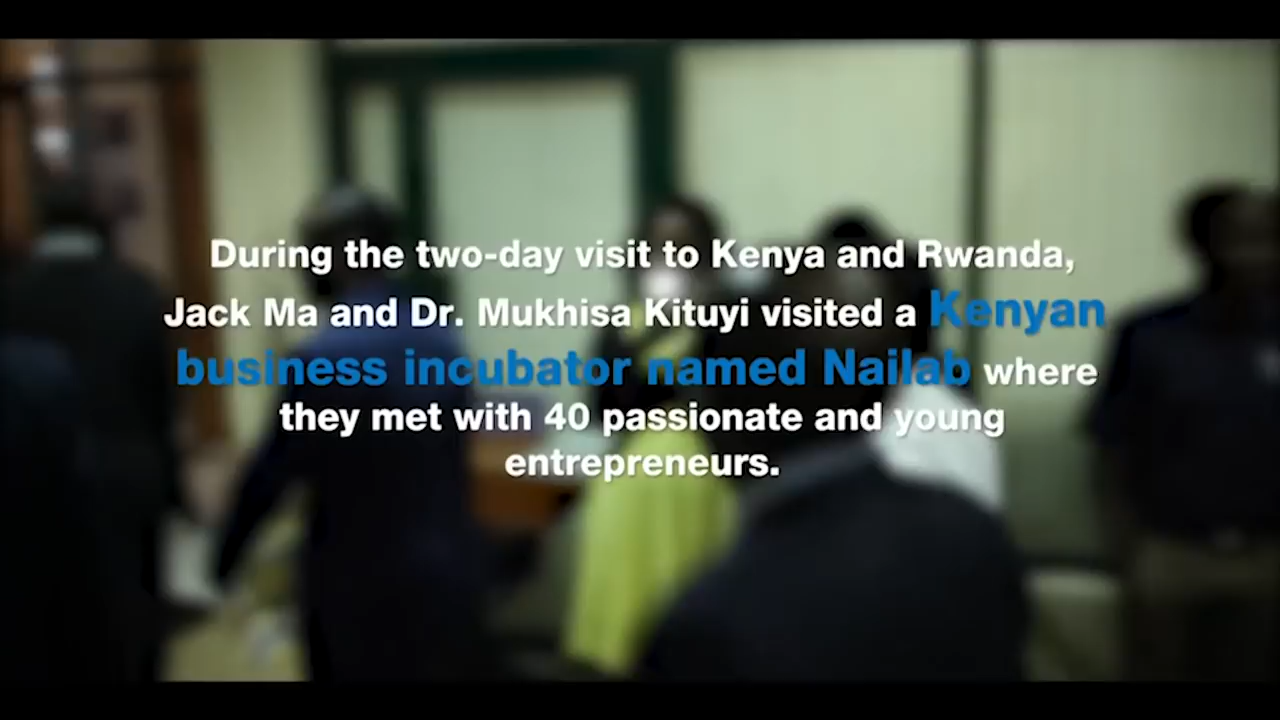 During the two-day visit to Kenya and Rwanda,
Jack Ma and Dr. Mukhisa Kituyi visited a Kenyan
business incubator named Nailab where
they met with 40 passionate and young
entrepreneurs.